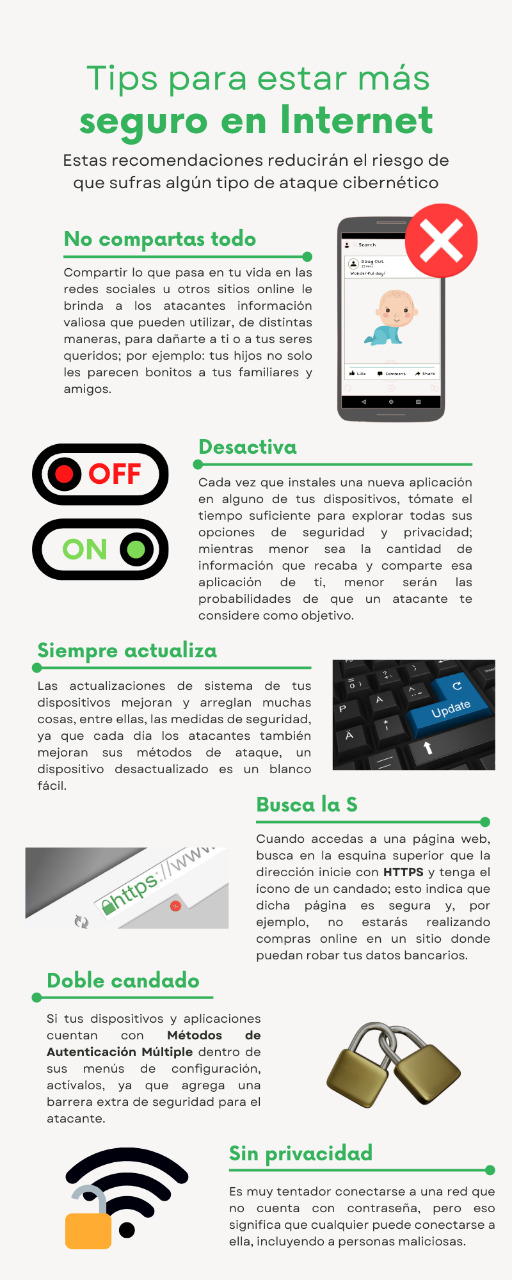 Tips para estar más
seguro en Internet
Estas recomendaciones reducirán el riesgo de
que sufras algún tipo de ataque cibernético
No compartas todo
Compartir lo que pasa en tu vida en las
redes sociales u otros sitios online le
brinda a los atacantes información
valiosa que pueden utilizar, de distintas
maneras, para dañarte a ti o a tus seres
queridos; por ejemplo: tus hijos no solo
les parecen bonitos a tus familiares y
amigos.
Search
Doug Out
Wonderful day!
Like
Comment
Share
OFF
ON
Desactiva
Cada vez que instales una nueva aplicación
en alguno de tus dispositivos, tómate el
tiempo suficiente para explorar todas sus
opciones de seguridad y privacidad;
mientras menor sea la cantidad de
información que recaba y comparte esa
aplicación de ti, menor serán las
probabilidades de que un atacante te
considere como objetivo.
Siempre actualiza
Las actualizaciones de sistema de tus
dispositivos mejoran y arreglan muchas
cosas, entre ellas, las medidas de seguridad,
ya que cada día los atacantes también
mejoran sus métodos de ataque, un
dispositivo desactualizado es un blanco
fácil.
Update
Busca la S
Cuando accedas a una página web,
busca en la esquina superior que la
dirección inicie con HTTPS y tenga el
ícono de un candado; esto indica que
dicha página es segura y, por
ejemplo, no estarás realizando
compras online en un sitio donde
puedan robar tus datos bancarios.
https://www.
Doble candado
Si tus dispositivos y aplicaciones
cuentan con Métodos de
Autenticación Múltiple dentro de
sus menús de configuración,
actívalos, ya que agrega una
barrera extra de seguridad para el
atacante.
Sin privacidad
Es muy tentador conectarse a una red que
no cuenta con contraseña, pero eso
significa que cualquier puede conectarse a
ella, incluyendo a personas maliciosas.